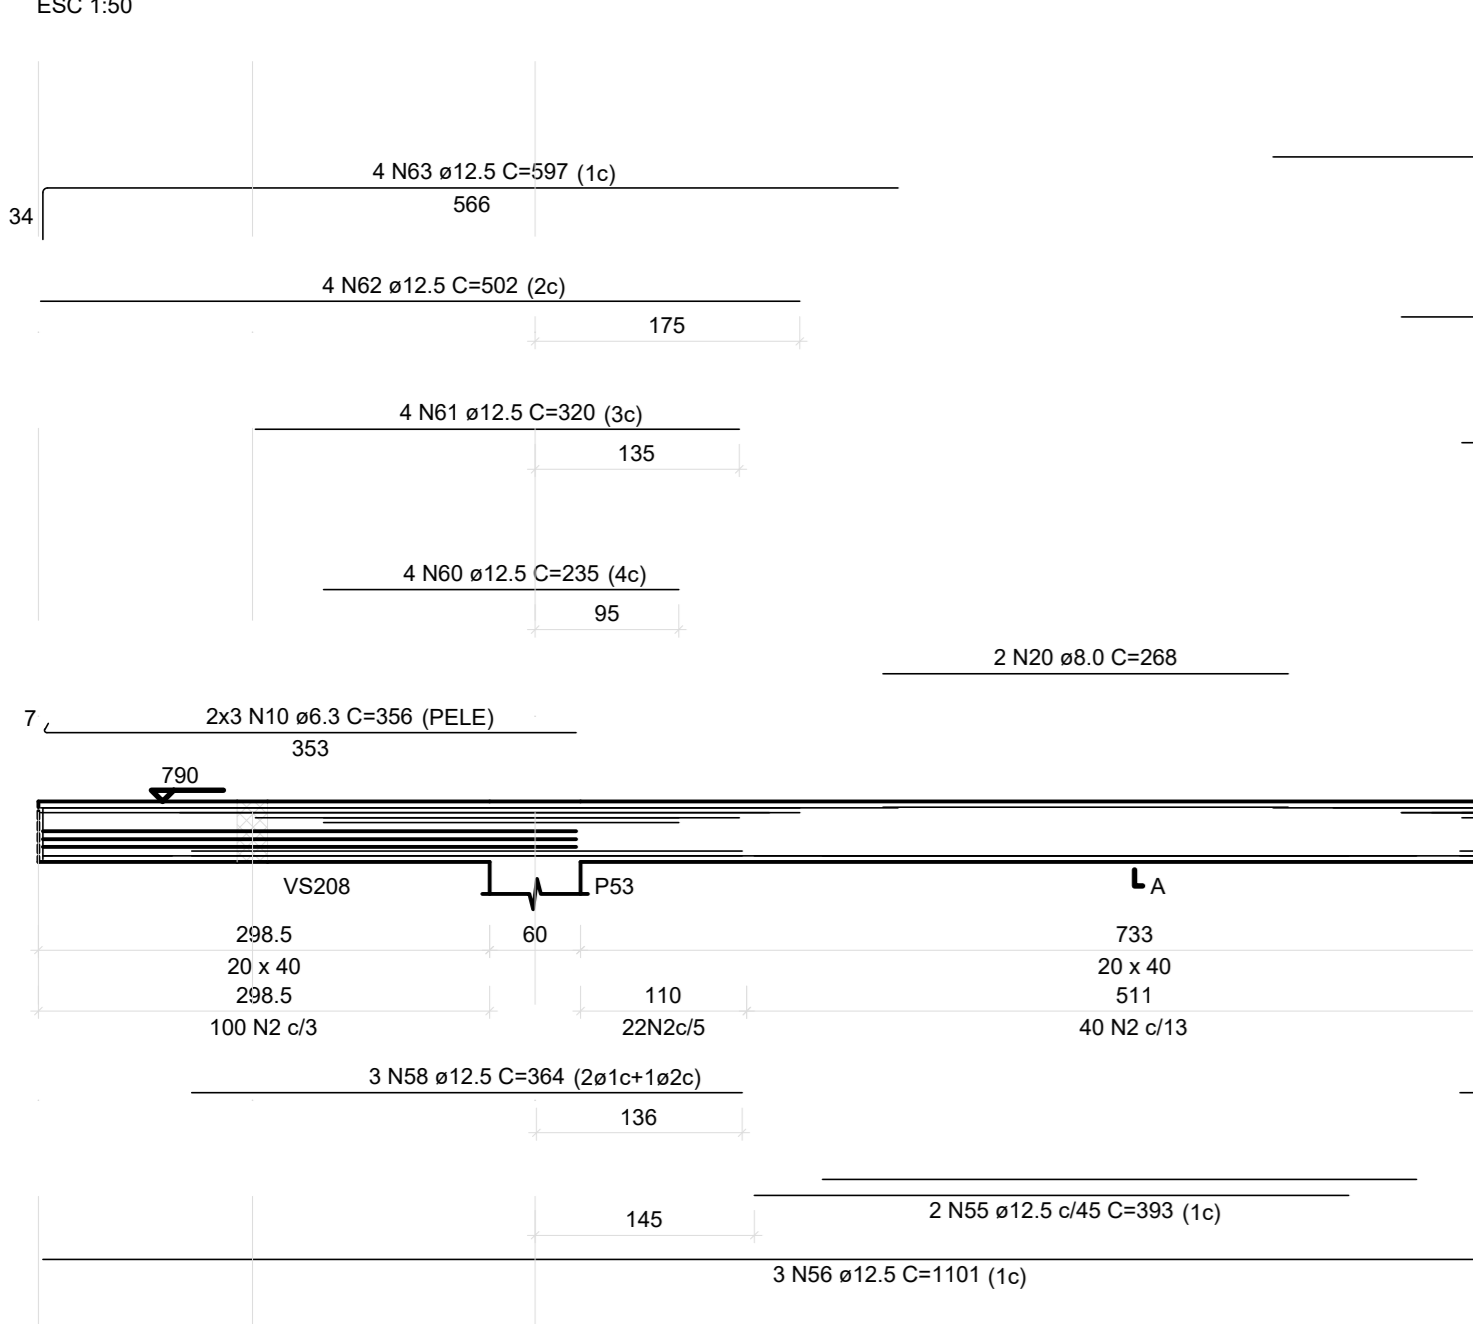 ESC 1:50
4 N63 ø12.5 C=597 (1c)
566
34
4 N62 ø12.5 C=502 (2c)
175
4 N61 ø12.5 C=320 (3c)
135
4 N60 ø12.5 C=235 (4c)
95
2 N20 ø8.0 C=268
7
2x3 N10 ø6.3 C=356 (PELE)
353
790
VS208
P53
A
298.5
60
733
20 x 40
20 x 40
298.5
110
511
100 N2 c/3
22N2c/5
40 N2 c/13
3 N58 ø12.5 C=364 (2ø1c+1ø2c)
136
2 N55 ø12.5 c/45 C=393 (1c)
145
3 N56 ø12.5 C=1101 (1c)